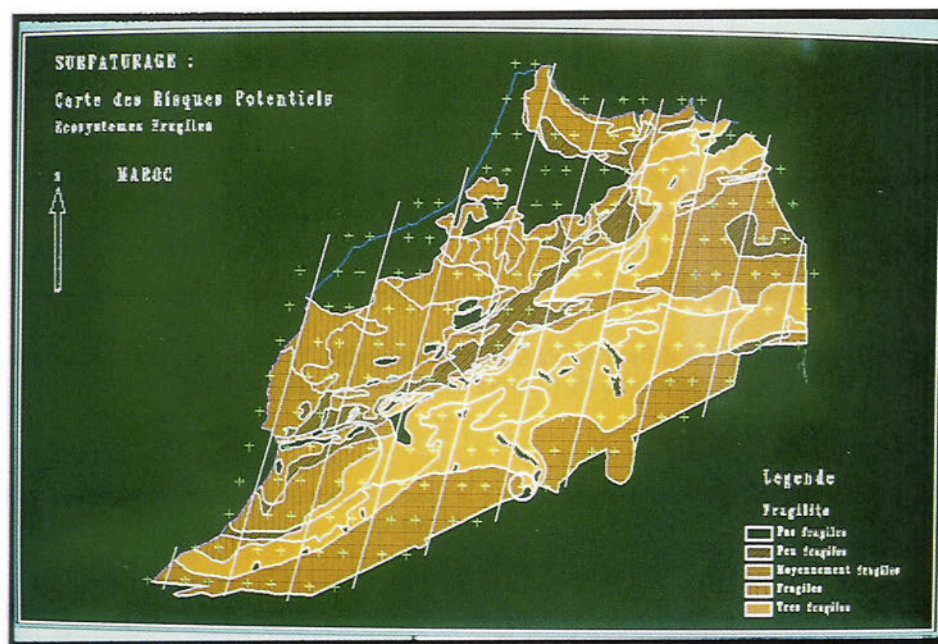 SURPATURAGE :
Carte des Risques Potentiels
Ecosystemes Fragiles
N
MAROC
Legende
Fragilite
Pas fragiles
Peu fragiles
Moyennement fragiles
Fragiles
Tres fragiles